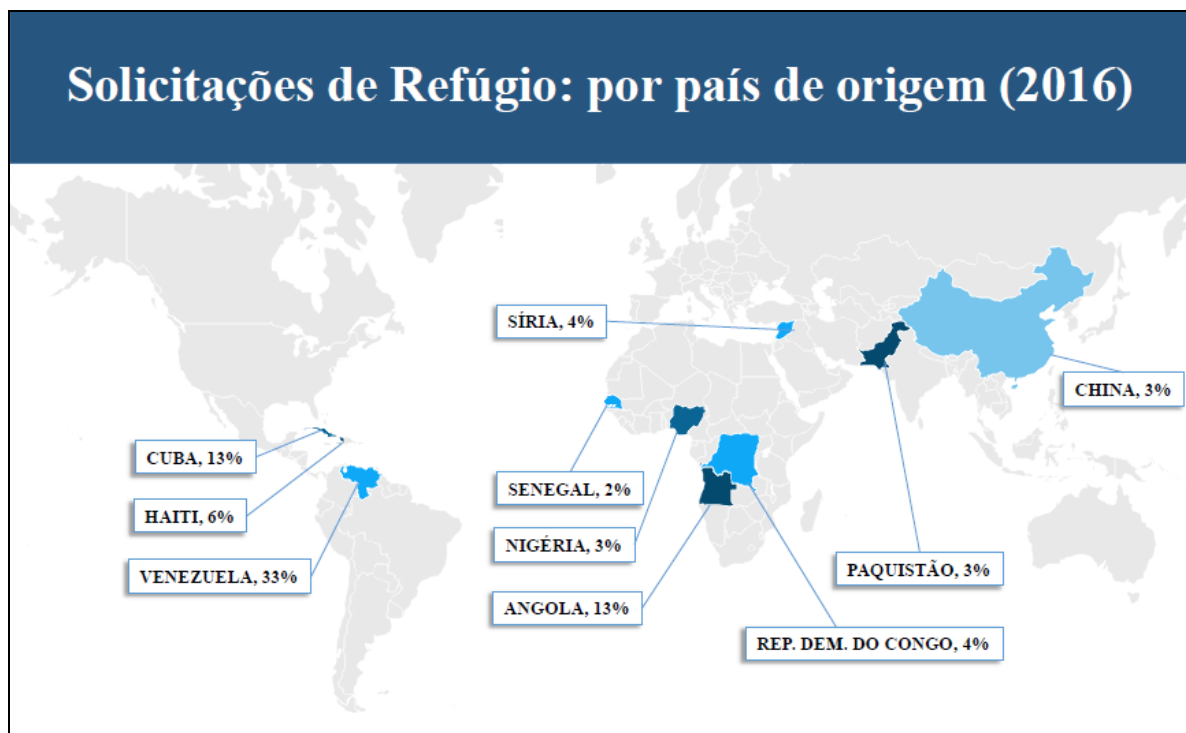 Solicitações de Refúgio: por país de origem (2016)
SÍRIA, 4%
CHINA, 3%
CUBA, 13%
SENEGAL, 2%
HAITI, 6%
NIGÉRIA, 3%
VENEZUELA, 33%
PAQUISTÃO, 3%
ANGOLA, 13%
REP. DEM. DO CONGO, 4%